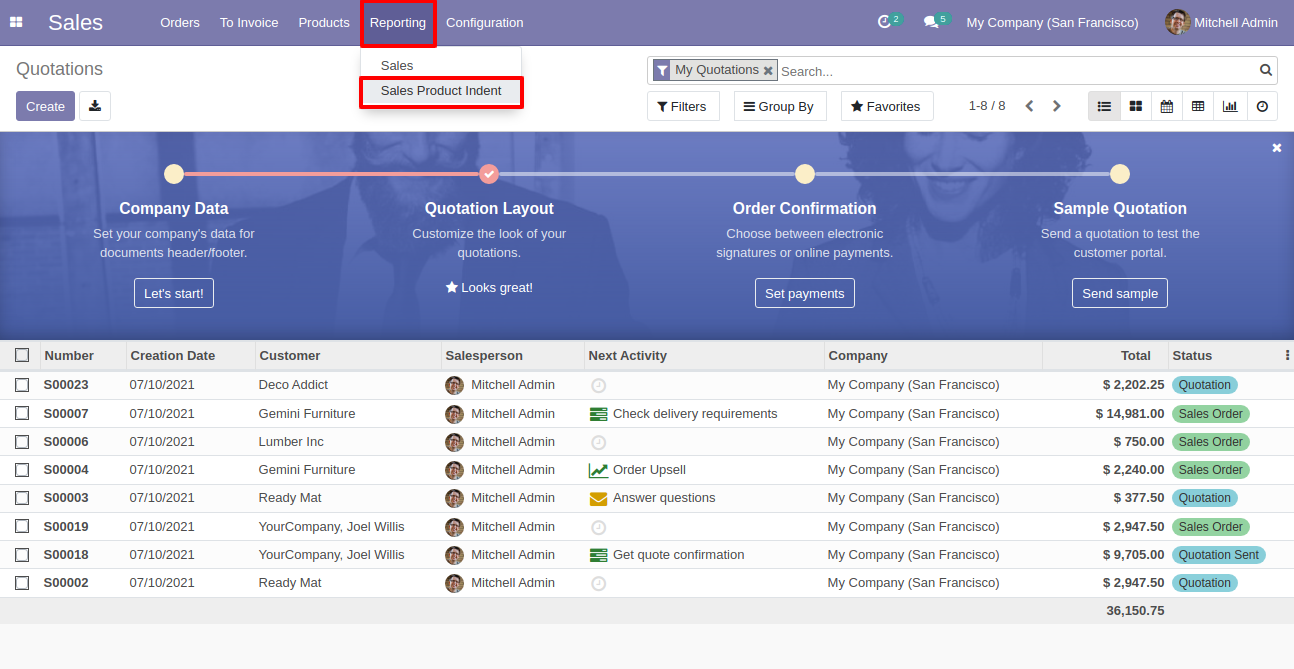 Sales Orders To Invoice Products Reporting Configuration 2 5 My Company (San Francisco) Mitchell Admin
Sales
Sales Product Indent
Quotations
My Quotations Search...
Create
Filters Group By Favorites 1-8 / 8
Company Data Quotation Layout Order Confirmation Sample Quotation
Set your company's data for Customize the look of your Choose between electronic Send a quotation to test the
documents header/footer. quotations. signatures or online payments. customer portal.
Let's start! Looks great! Set payments Send sample
Number Creation Date Customer Salesperson Next Activity Company Total Status
S00023 07/10/2021 Deco Addict Mitchell Admin My Company (San Francisco) $ 2,202.25 Quotation
S00007 07/10/2021 Gemini Furniture Mitchell Admin Check delivery requirements My Company (San Francisco) $ 14,981.00 Sales Order
S00006 07/10/2021 Lumber Inc Mitchell Admin My Company (San Francisco) $ 750.00 Sales Order
S00004 07/10/2021 Gemini Furniture Mitchell Admin Order Upsell My Company (San Francisco) $ 2,240.00 Sales Order
S00003 07/10/2021 Ready Mat Mitchell Admin Answer questions My Company (San Francisco) $ 377.50 Quotation
S00019 07/10/2021 YourCompany, Joel Willis Mitchell Admin My Company (San Francisco) $ 2,947.50 Sales Order
S00018 07/10/2021 YourCompany, Joel Willis Mitchell Admin Get quote confirmation My Company (San Francisco) $ 9,705.00 Quotation Sent
S00002 07/10/2021 Ready Mat Mitchell Admin My Company (San Francisco) $ 2,947.50 Quotation
36,150.75